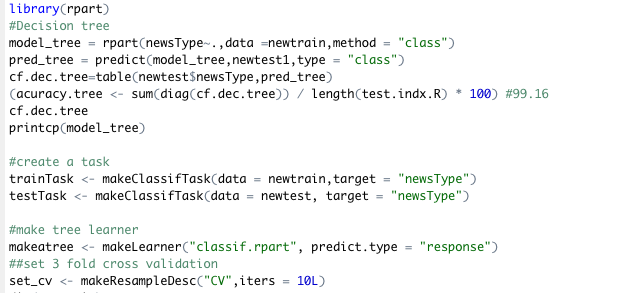 library(rpart)
#Decision tree
model_tree = rpart(newsType~.,data =newtrain,method = "class")
pred_tree = predict(model_tree,newtest1,type = "class")
cf.dec.tree=table(newtest$newsType,pred_tree)
(acuracy.tree <- sum(diag(cf.dec.tree)) / length(test.indx.R) * 100) #99.16
cf.dec.tree
printcp(model_tree)
#create a task
trainTask <- makeClassifTask(data = newtrain,target = "newsType")
testTask <- makeClassifTask(data = newtest, target = "newsType")
#make tree learner
makeatree <- makeLearner("classif.rpart", predict.type = "response")
##set 3 fold cross validation
set_cv <- makeResampleDesc("CV",iters = 10L)